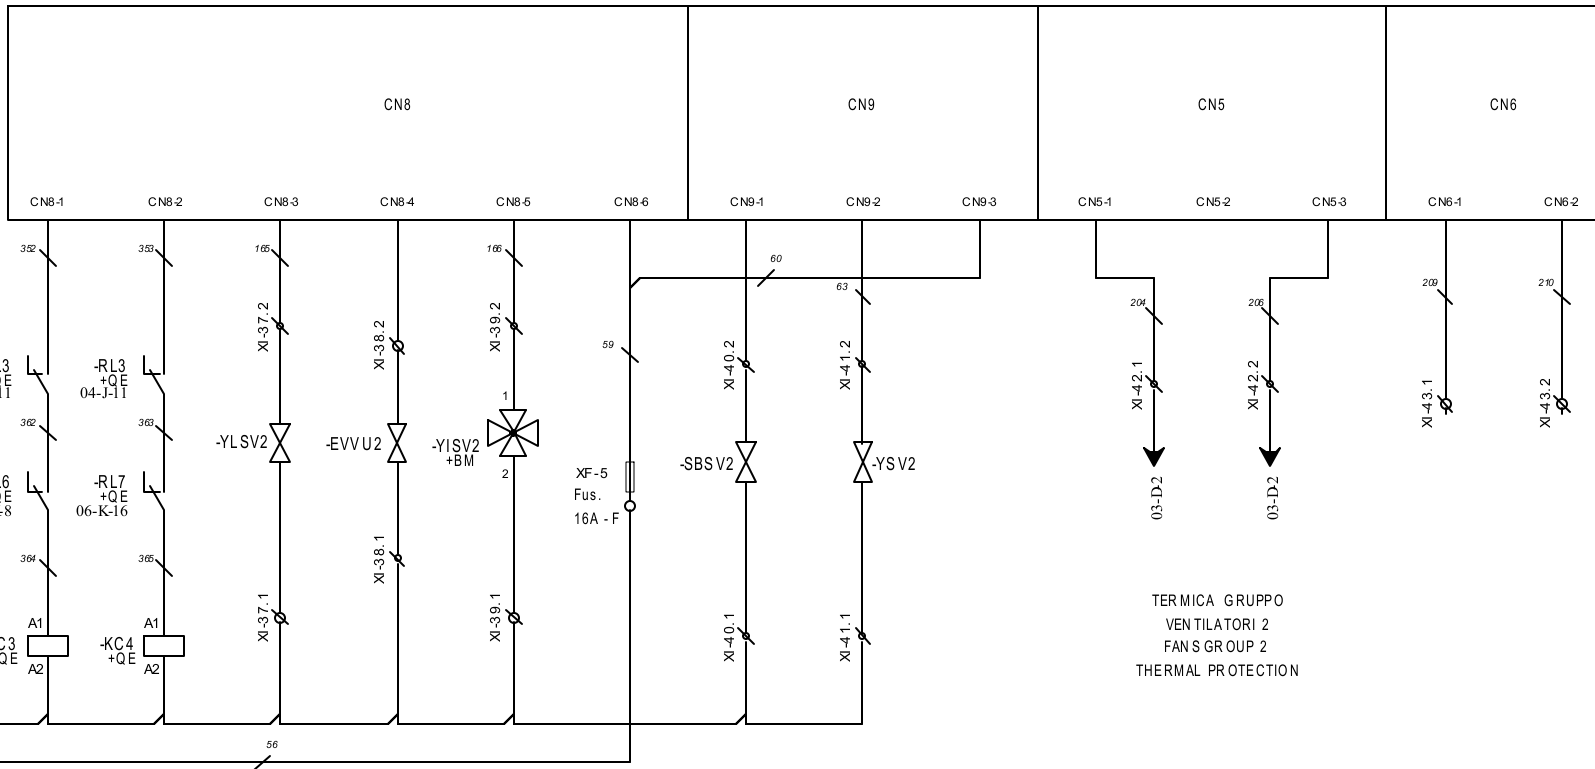 CN8
CN9
CN5
CN6
CN8-1
CN8-2
CN8-3
CN8-4
CN8-5
CN8-6
CN9-1
CN9-2
CN9-3
CN5-1
CN5-2
CN5-3
CN6-1
CN6-2
352
353
165
166
60
63
59
204
206
209
210
XI-37.2
XI-38.2
XI-39.2
XI-40.2
XI-41.2
XI-42.1
XI-42.2
XI-43.1
XI-43.2
-RL3
+QE
04-J-11
362
363
1
-YLSV2
-EVVU2
-YISV2
+BM
2
-SBSV2
-YSV2
XF-5
Fus.
16A - F
-RL7
+QE
06-K-16
03-D-2
03-D-2
364
365
XI-38.1
XI-37.1
XI-39.1
XI-40.1
XI-41.1
A1
A1
-KC4
+QE
A2
A2
TERMICA GRUPPO
VENTILATORI 2
FANS GROUP 2
THERMAL PROTECTION
56